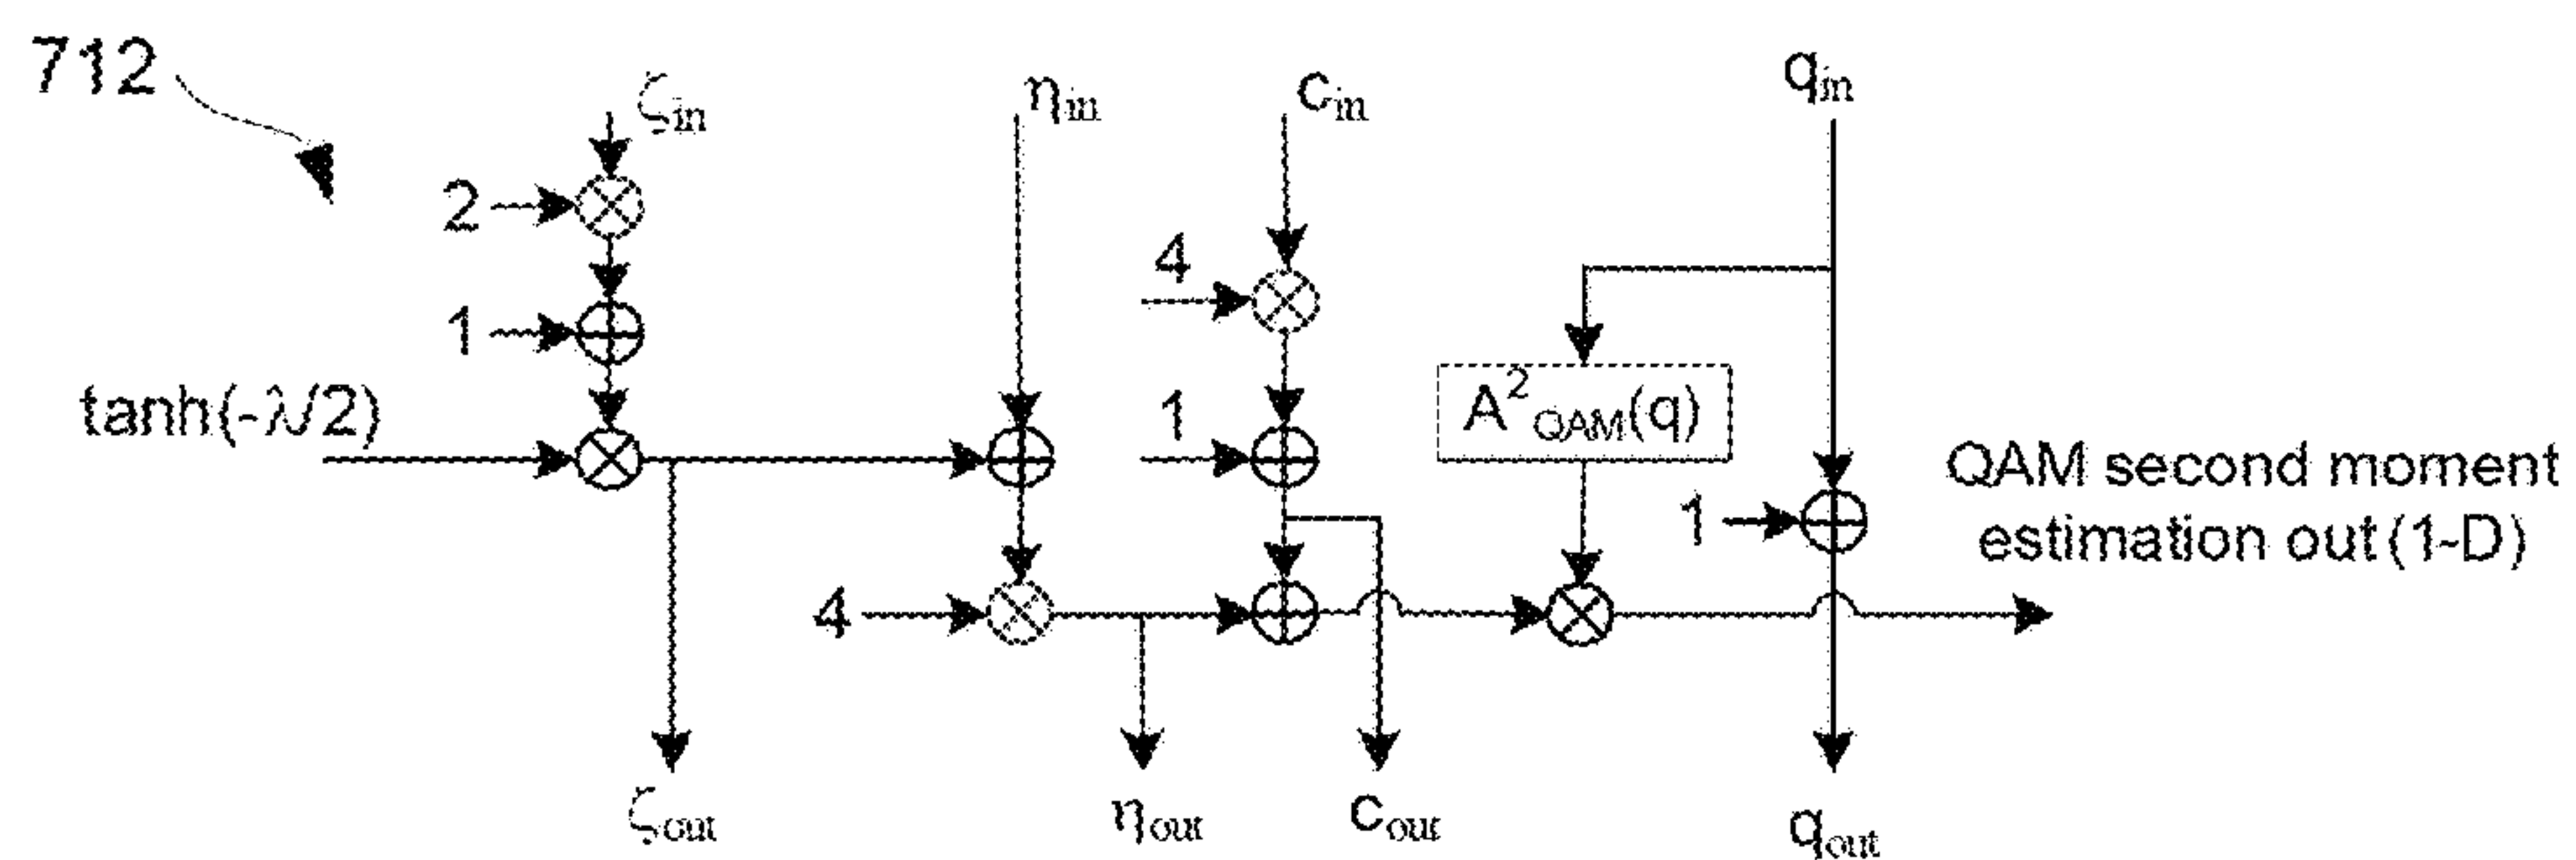 712
ζin
ηin
cin
qin
2
4
1
1
tanh(-λ/2)
A²QAM(q)
QAM second moment
estimation out (1-D)
1
4
ζout
ηout
cout
qout